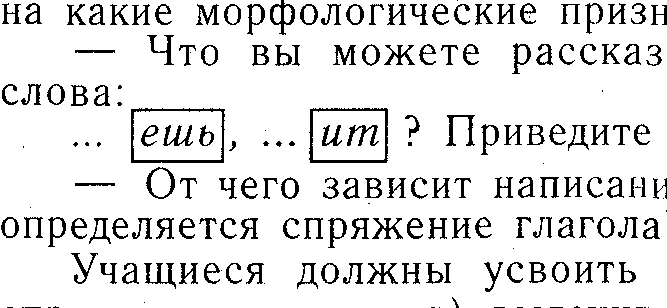 на какие морфологические призн
— Что вы можете рассказ
слова:
... ешь, ... ит ? Приведите
— От чего зависит написани
определяется спряжение глагола
Учащиеся должны усвоить